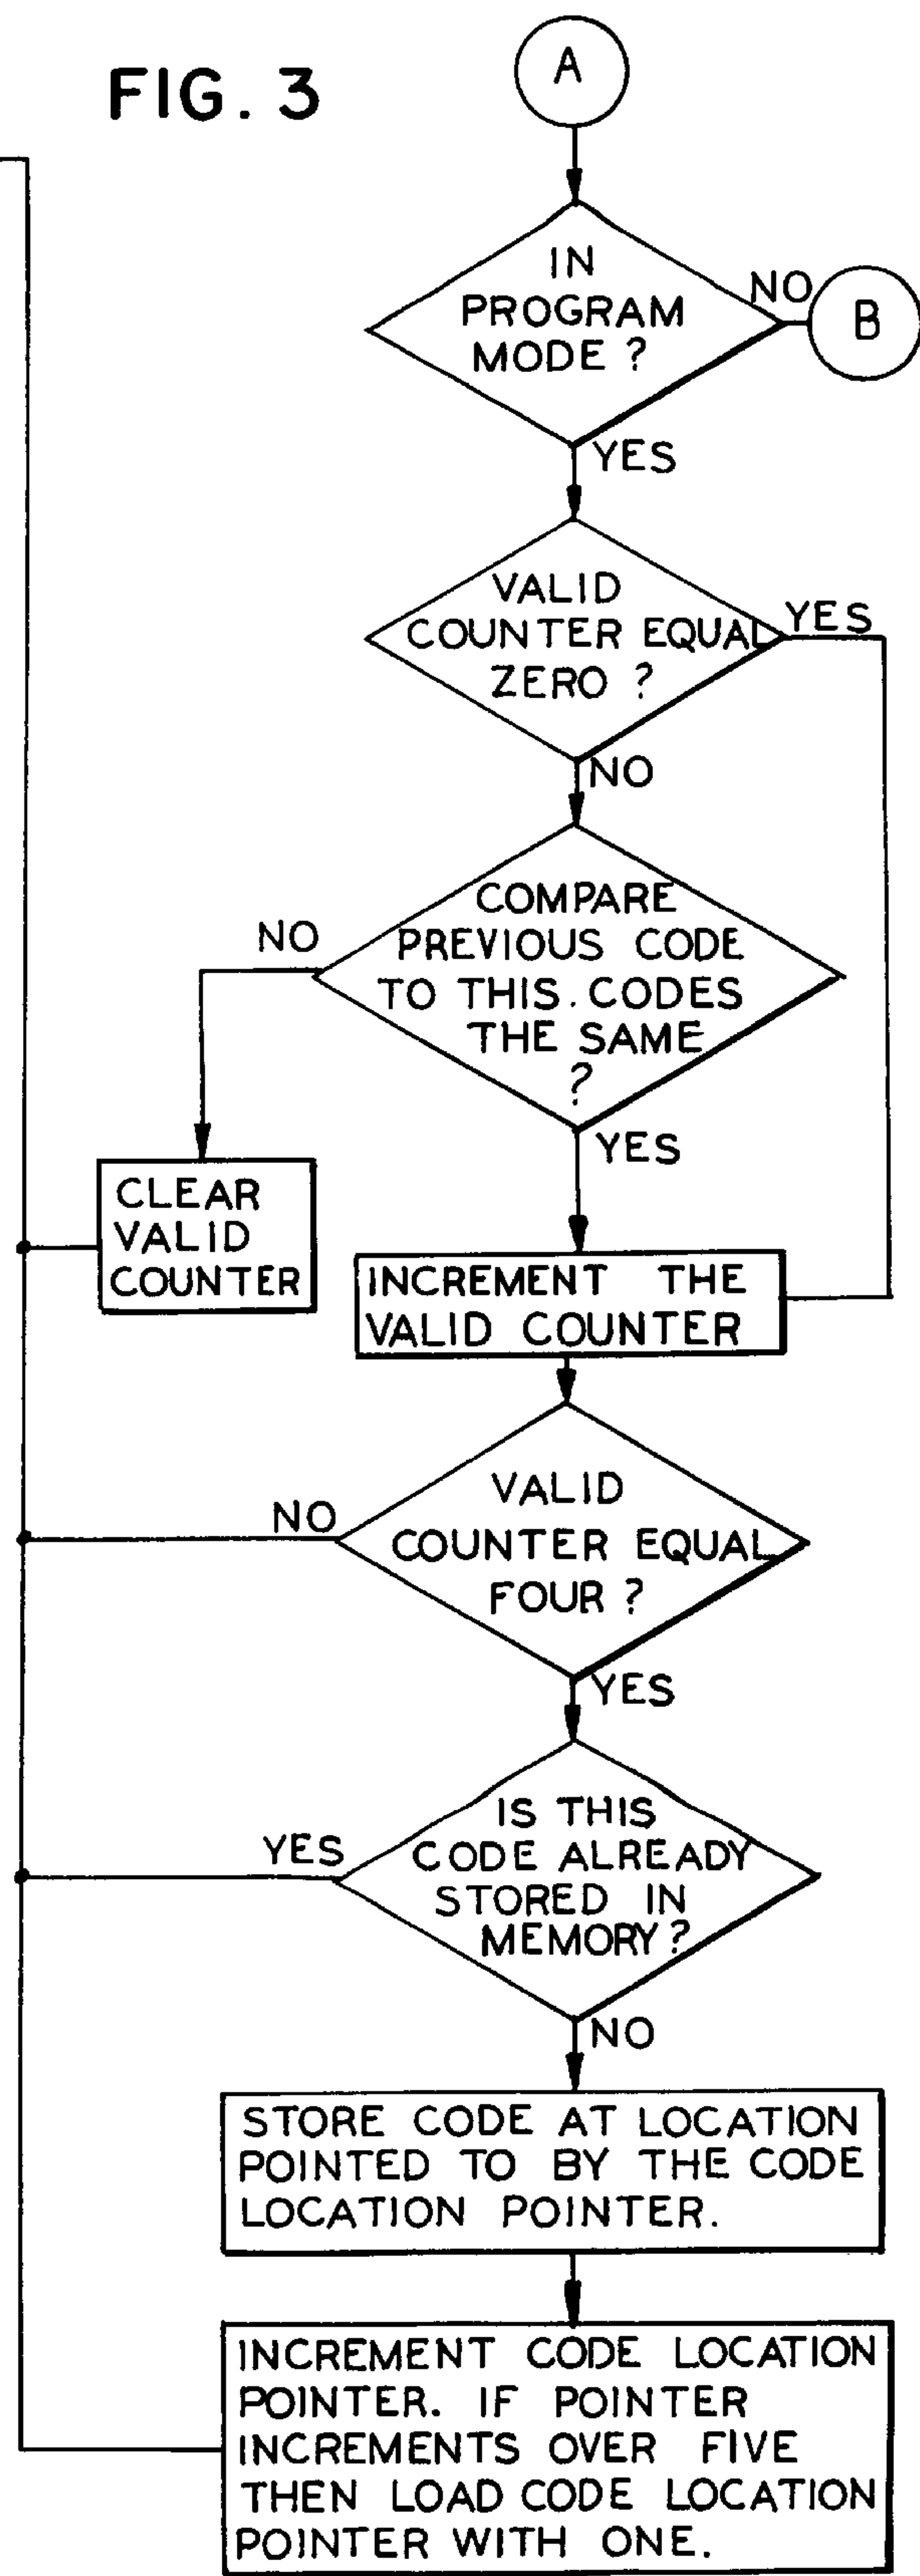 FIG. 3
A
IN
PROGRAM
MODE ?
NO
B
YES
VALID
COUNTER EQUAL
ZERO ?
YES
NO
COMPARE
PREVIOUS CODE
TO THIS. CODES
THE SAME
?
NO
YES
CLEAR
VALID
COUNTER
INCREMENT THE
VALID COUNTER
VALID
COUNTER EQUAL
FOUR ?
NO
YES
IS THIS
CODE ALREADY
STORED IN
MEMORY ?
YES
NO
STORE CODE AT LOCATION
POINTED TO BY THE CODE
LOCATION POINTER.
INCREMENT CODE LOCATION
POINTER. IF POINTER
INCREMENTS OVER FIVE
THEN LOAD CODE LOCATION
POINTER WITH ONE.